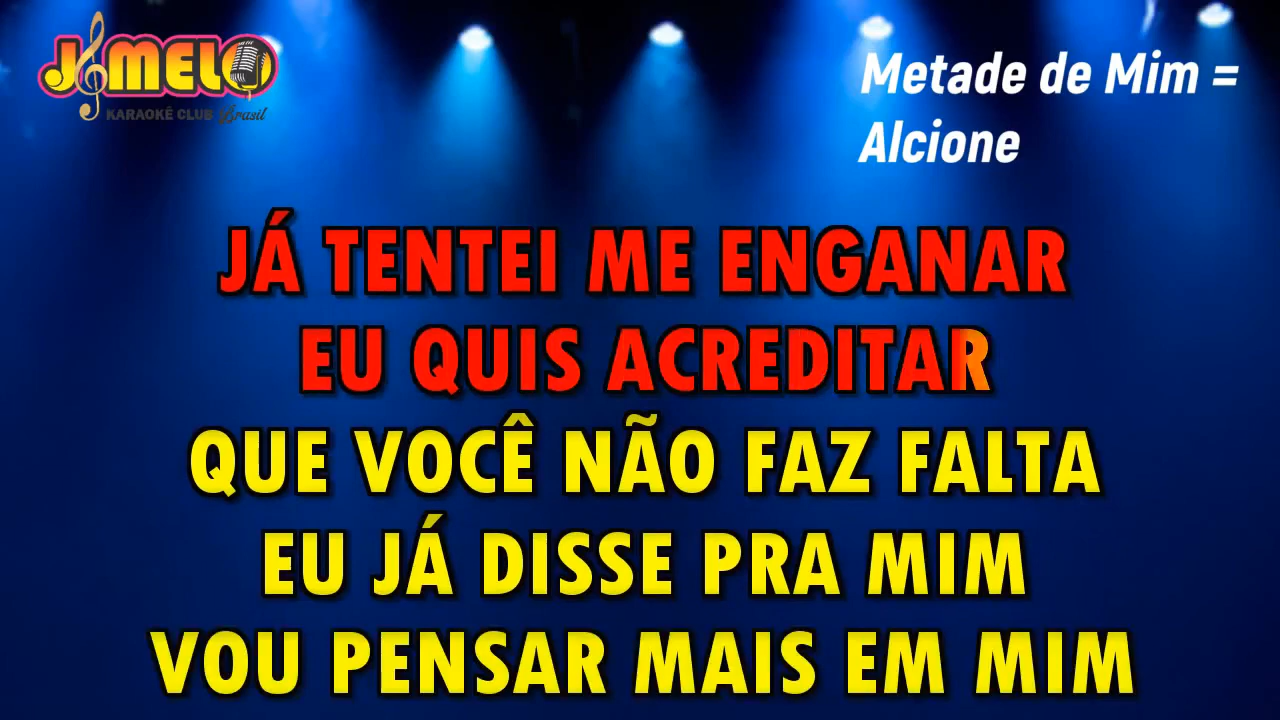 J MELO
KARAOKÊ CLUB Brasil
Metade de Mim =
Alcione
JÁ TENTEI ME ENGANAR
EU QUIS ACREDITAR
QUE VOCÊ NÃO FAZ FALTA
EU JÁ DISSE PRA MIM
VOU PENSAR MAIS EM MIM